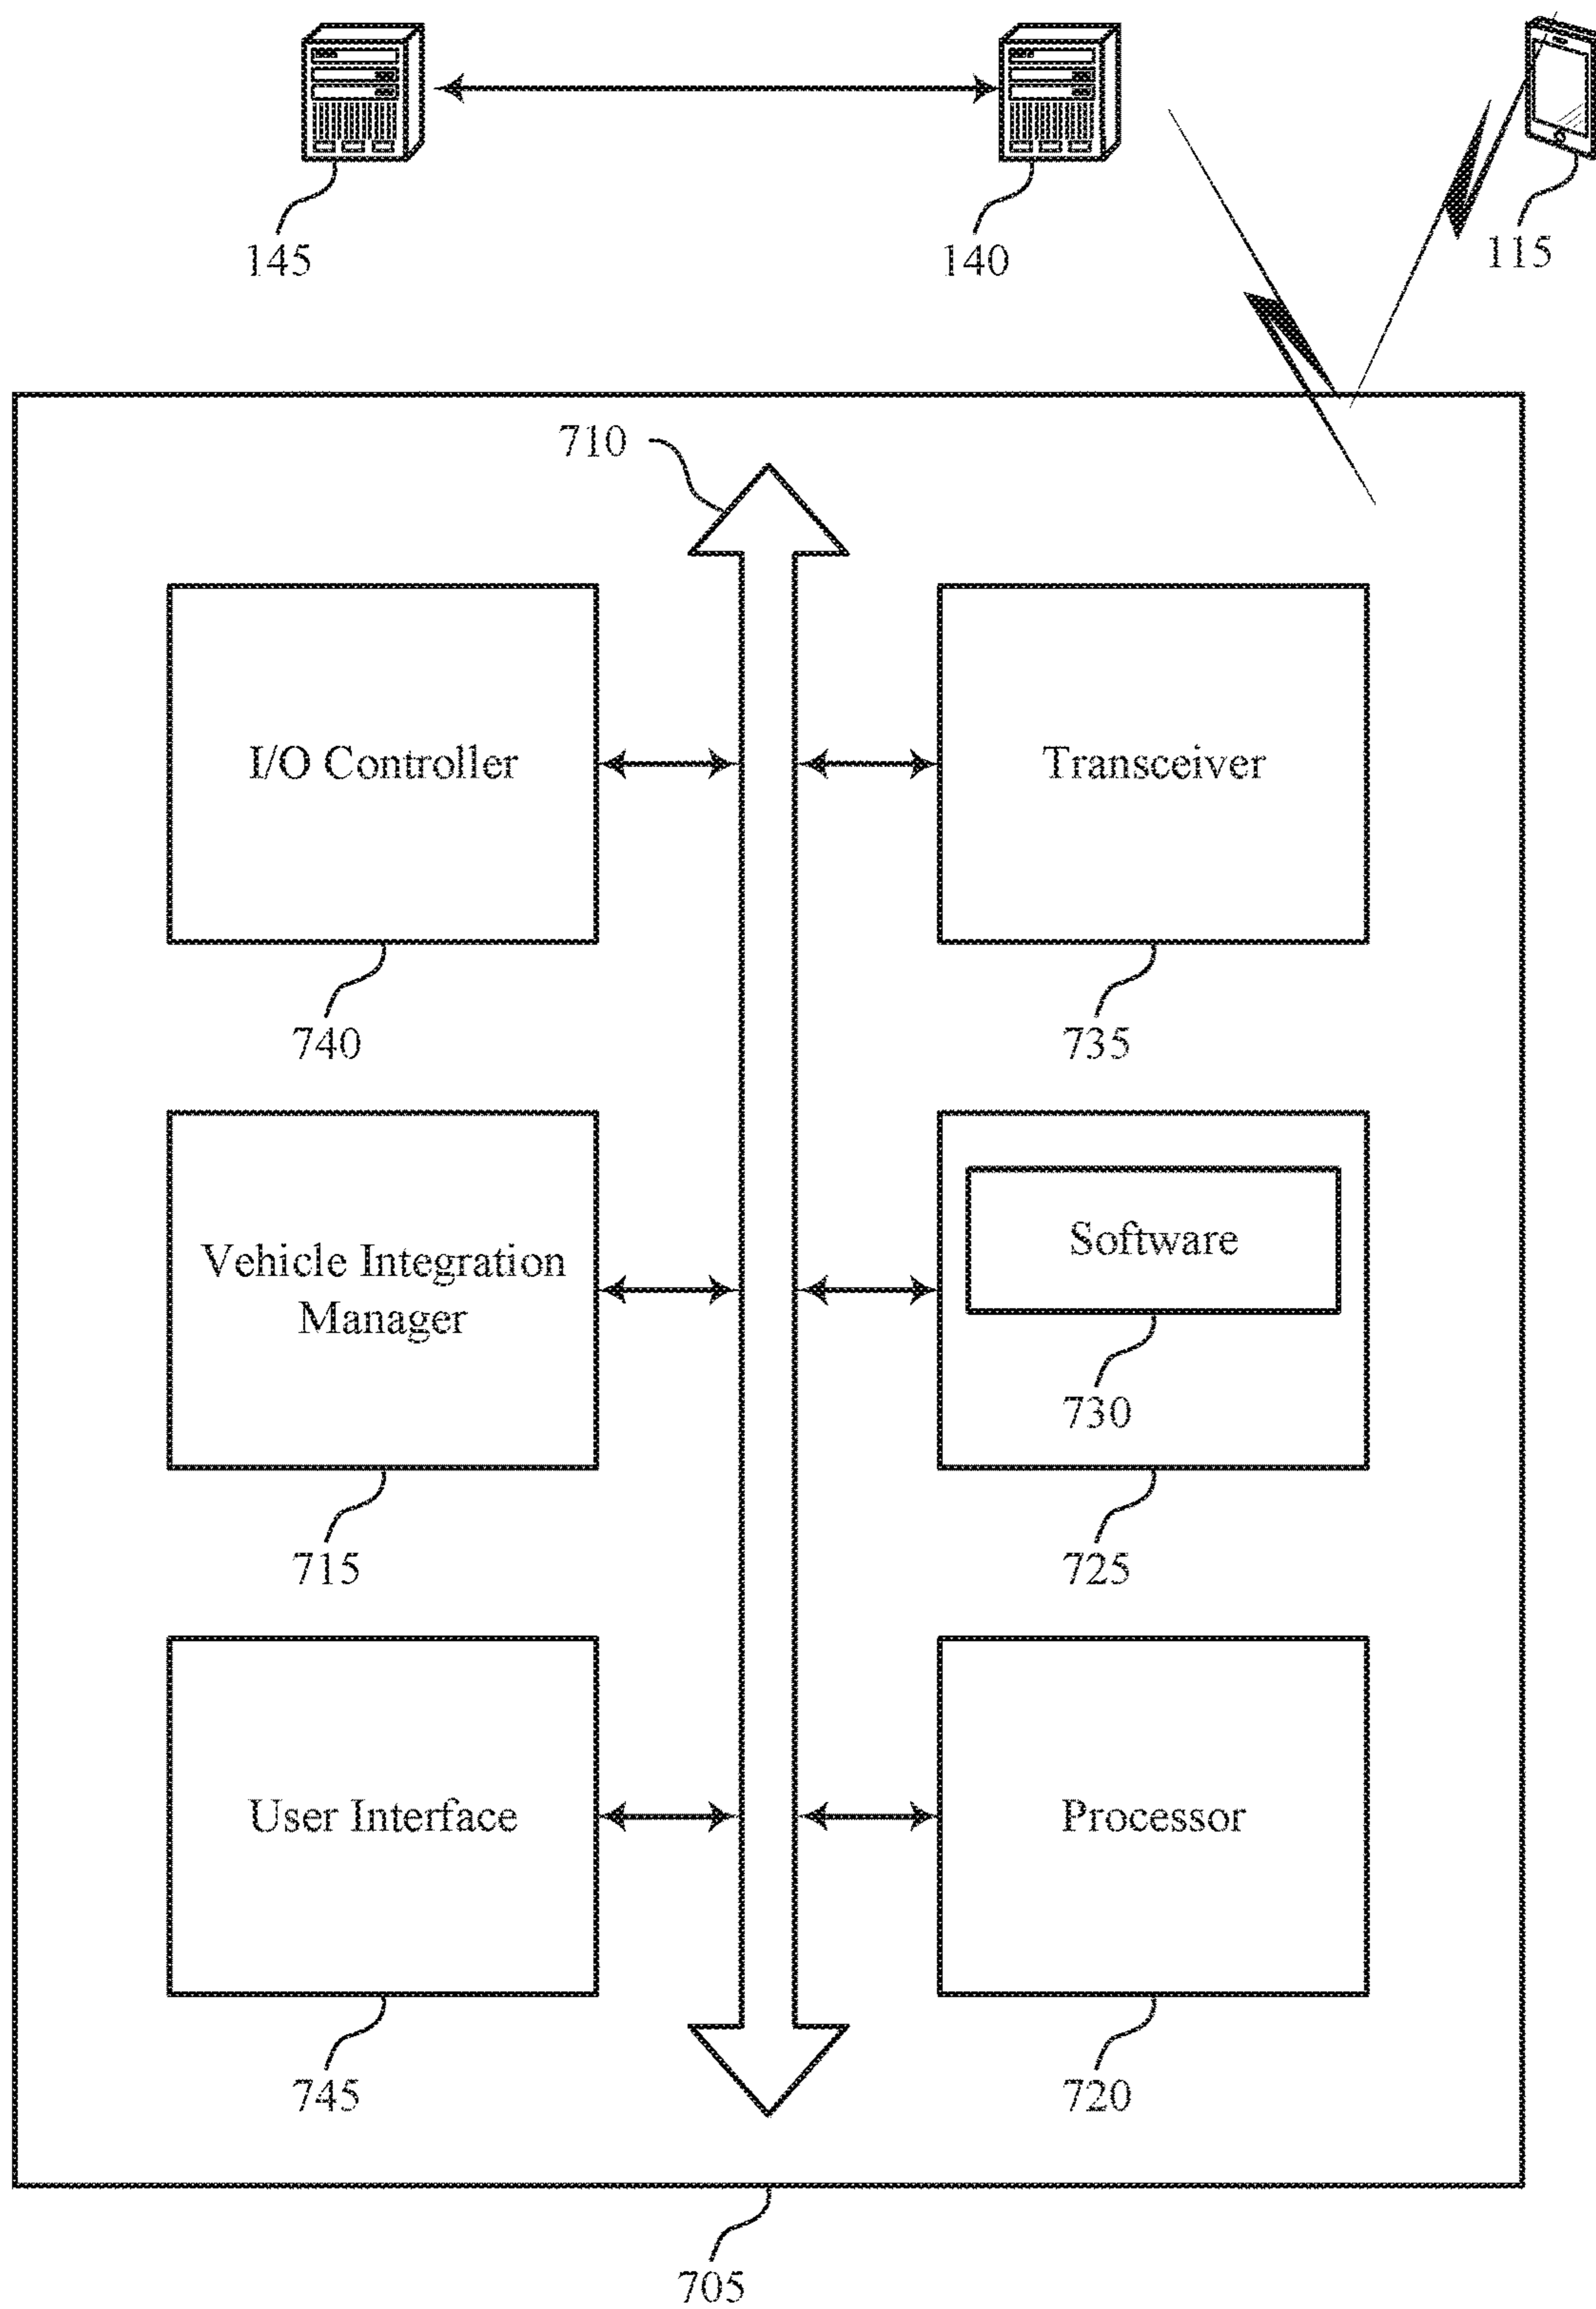 145
140
115
710
I/O Controller
Transceiver
740
735
Vehicle Integration
Manager
Software
730
715
725
User Interface
Processor
745
720
705